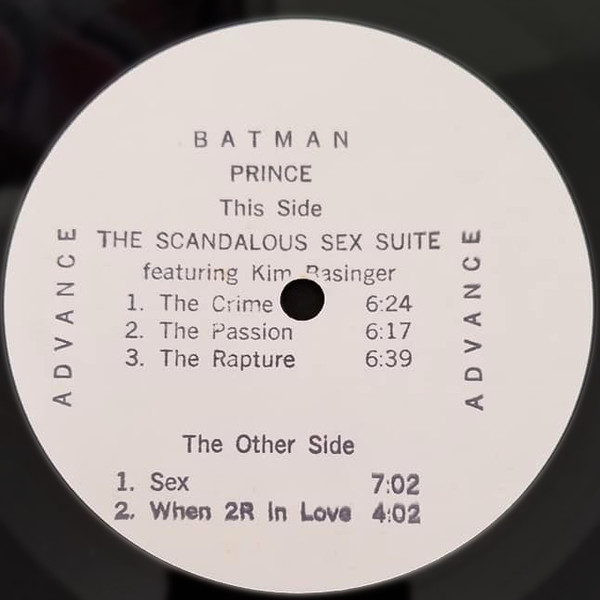 BATMAN
PRINCE
This Side
THE SCANDALOUS SEX SUITE
featuring Kim Basinger
1. The Crime 6:24
2. The Passion 6:17
3. The Rapture 6:39
ADVANCE
ADVANCE
The Other Side
1. Sex 7:02
2. When 2R In Love 4:02